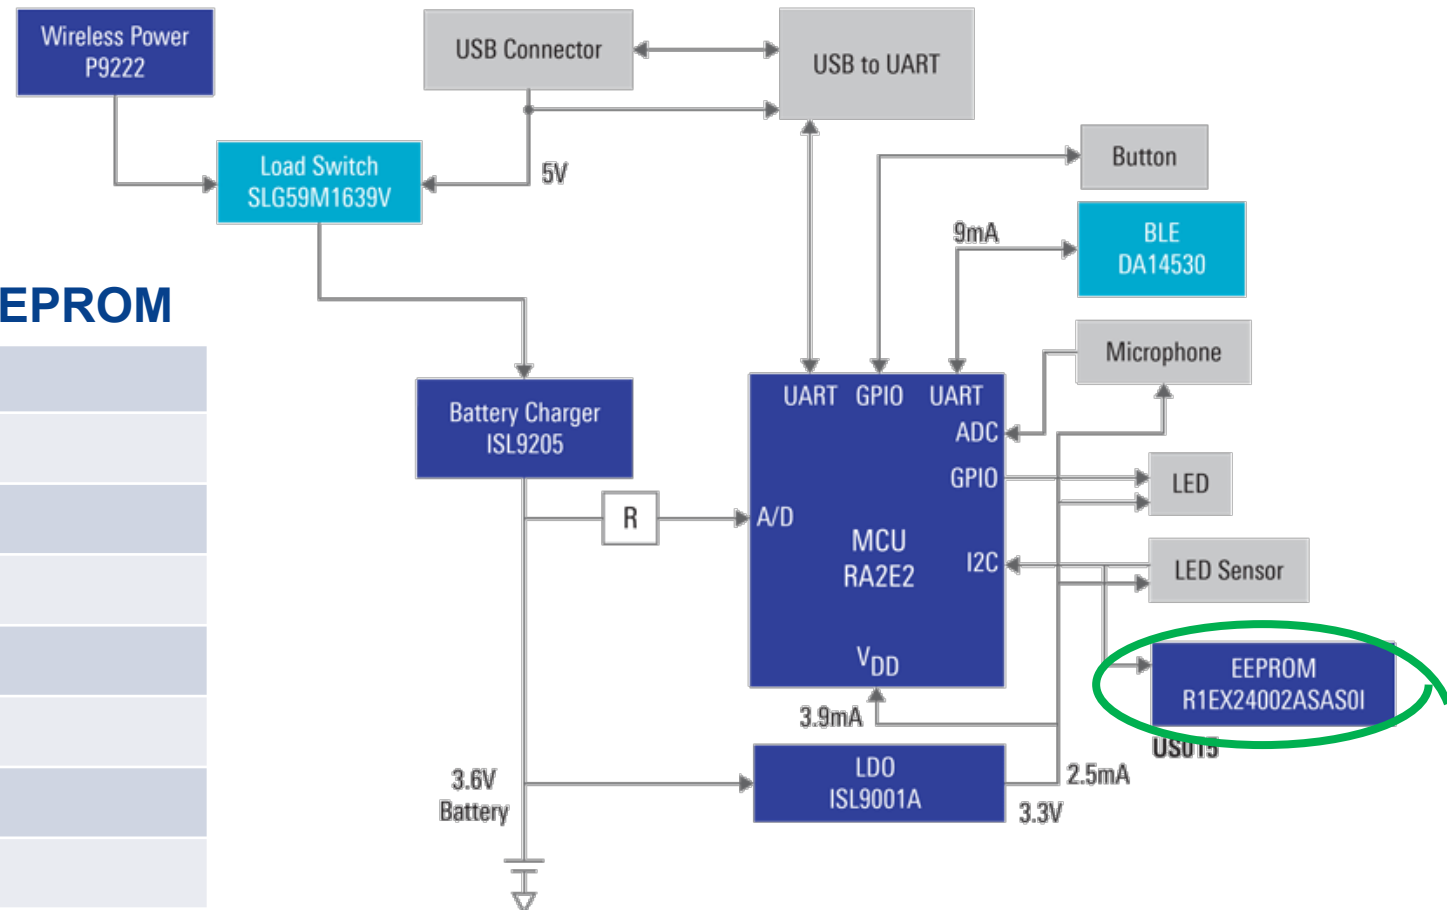 Wireless Power
P9222
USB Connector
USB to UART
Load Switch
SLG59M1639V
5V
Button
9mA
BLE
DA14530
EPROM
Microphone
Battery Charger
ISL9205
UART GPIO UART
ADC
GPIO
LED
R
A/D
MCU
RA2E2
I2C
LED Sensor
VDD
EEPROM
R1EX24002ASAS0I
3.9mA
US015
3.6V
Battery
LDO
ISL9001A
2.5mA
3.3V